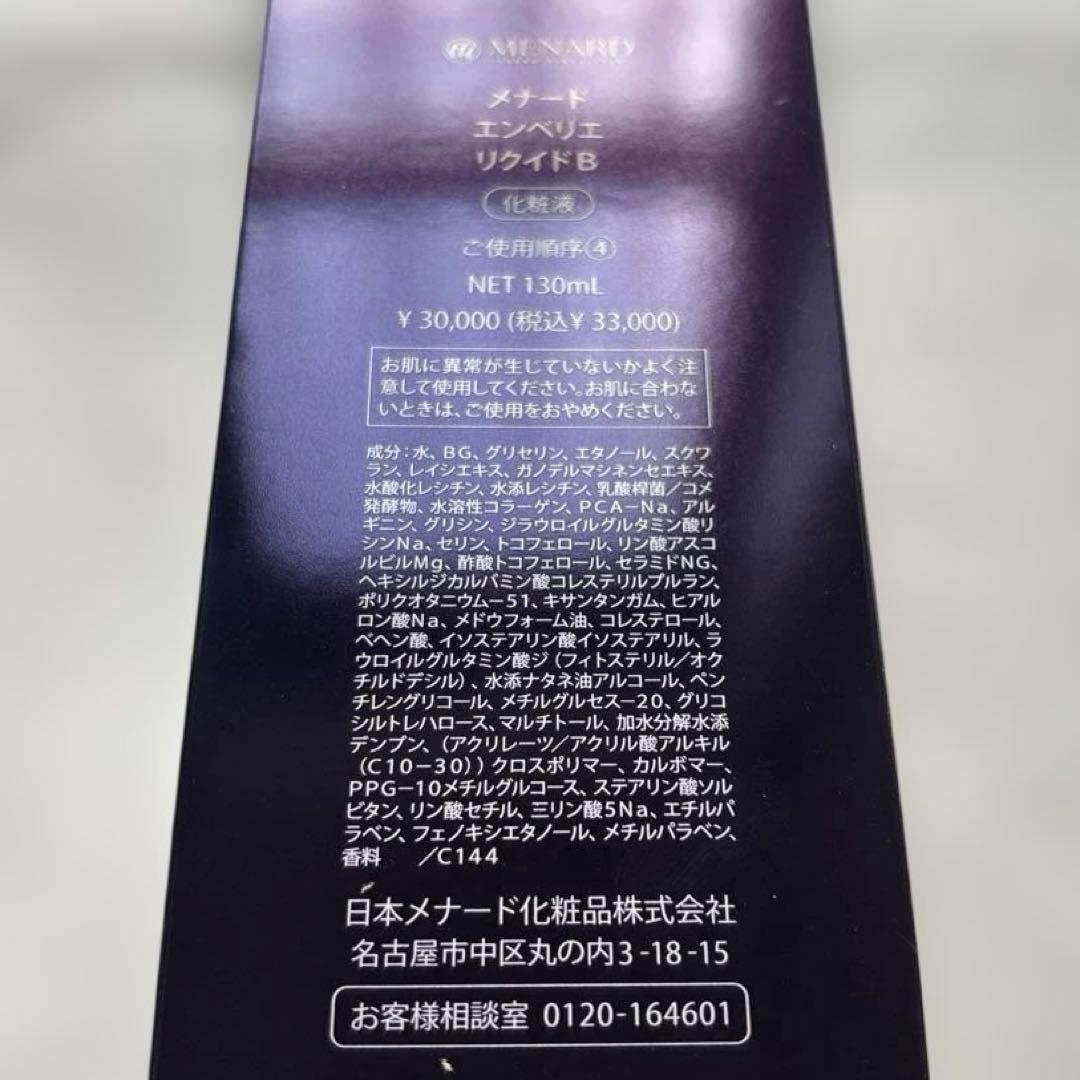 MENARD
メナード
エンベリエ
リクイドB
化粧液
ご使用順序④
NET 130mL
¥ 30,000 (税込¥ 33,000)
お肌に異常が生じていないかよく注
意して使用してください。お肌に合わな
いときは、ご使用をおやめください。
成分:水、BG、グリセリン、エタノール、スクワ
ラン、レイシエキス、ガノデルマシネンセエキス、
水酸化レシチン、水添レシチン、乳酸桿菌/コメ
発酵物、水溶性コラーゲン、PCA-Na、アル
ギニン、グリシン、ジラウロイルグルタミン酸リ
シンNa、セリン、トコフェロール、リン酸アスコ
ルビルMg、酢酸トコフェロール、セラミドNG、
ヘキシルジカルバミン酸コレステリルプルラン、
ポリクオタニウム-51、キサンタンガム、ヒアル
ロン酸Na、メドウフォーム油、コレステロール、
ベヘン酸、イソステアリン酸イソステアリル、ラ
ウロイルグルタミン酸ジ(フィトステリル/オク
チルドデシル)、水添ナタネ油アルコール、ペン
チレングリコール、メチルグルセス-20、グリコ
シルトレハロース、マルチトール、加水分解水添
デンプン、(アクリレーツ/アクリル酸アルキル
(C10-30))クロスポリマー、カルボマー、
PPG-10メチルグルコース、ステアリン酸ソル
ビタン、リン酸セチル、三リン酸5Na、エチルパ
ラベン、フェノキシエタノール、メチルパラベン、
香料 /C144
日本メナード化粧品株式会社
名古屋市中区丸の内3-18-15
お客様相談室 0120-164601